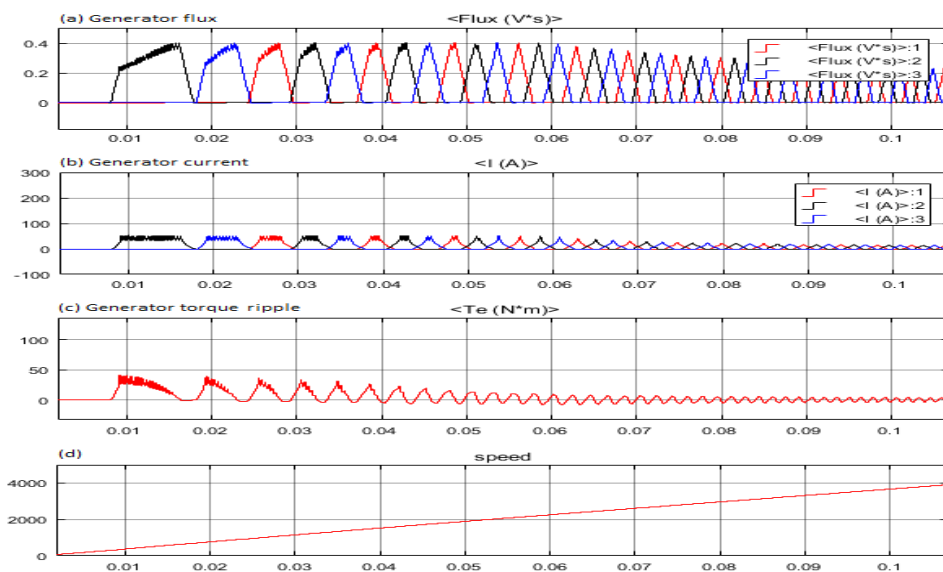 (a) Generator flux
<Flux (V*s)>
0.4
0.2
0
<Flux (V*s)>:1
<Flux (V*s)>:2
<Flux (V*s)>:3
0.01 0.02 0.03 0.04 0.05 0.06 0.07 0.08 0.09 0.1
(b) Generator current
<I (A)>
300
200
100
0
-100
<I (A)>:1
<I (A)>:2
<I (A)>:3
0.01 0.02 0.03 0.04 0.05 0.06 0.07 0.08 0.09 0.1
(c) Generator torque ripple
<Te (N*m)>
100
50
0
0.01 0.02 0.03 0.04 0.05 0.06 0.07 0.08 0.09 0.1
(d)
speed
4000
2000
0
0.01 0.02 0.03 0.04 0.05 0.06 0.07 0.08 0.09 0.1